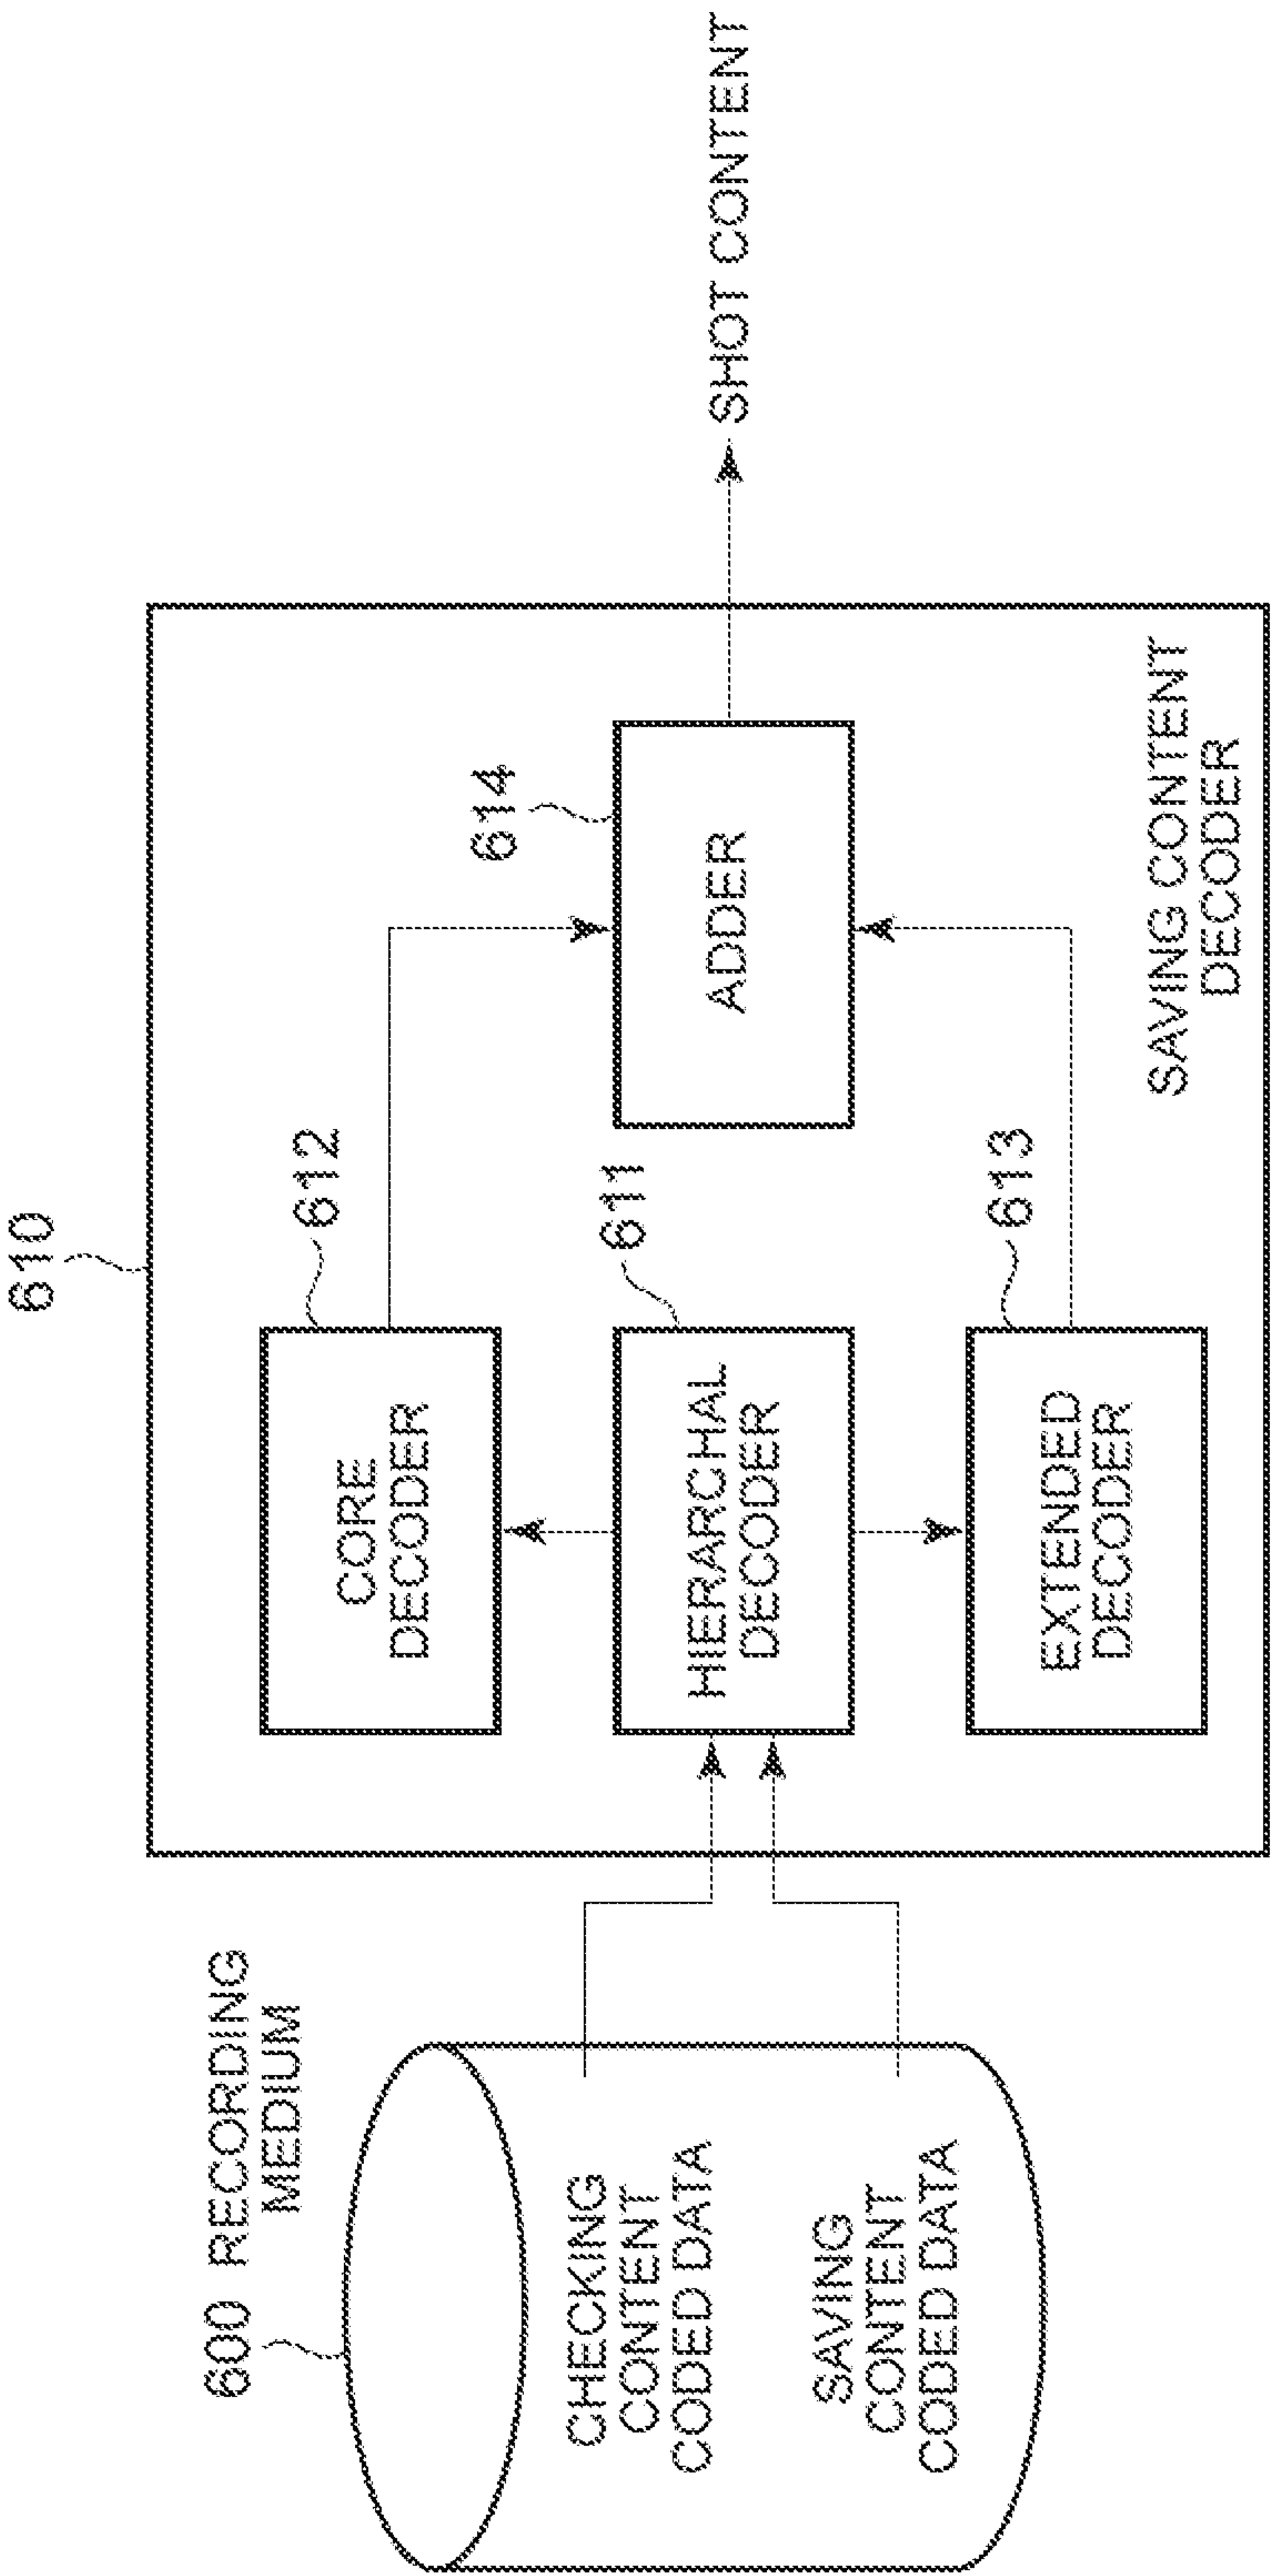 610
600 RECORDING
MEDIUM
CHECKING
CONTENT
CODED DATA
SAVING
CONTENT
CODED DATA
CORE
DECODER
612
HIERARCHAL
DECODER
611
EXTENDED
DECODER
613
ADDER
614
SAVING CONTENT
DECODER
SHOT CONTENT